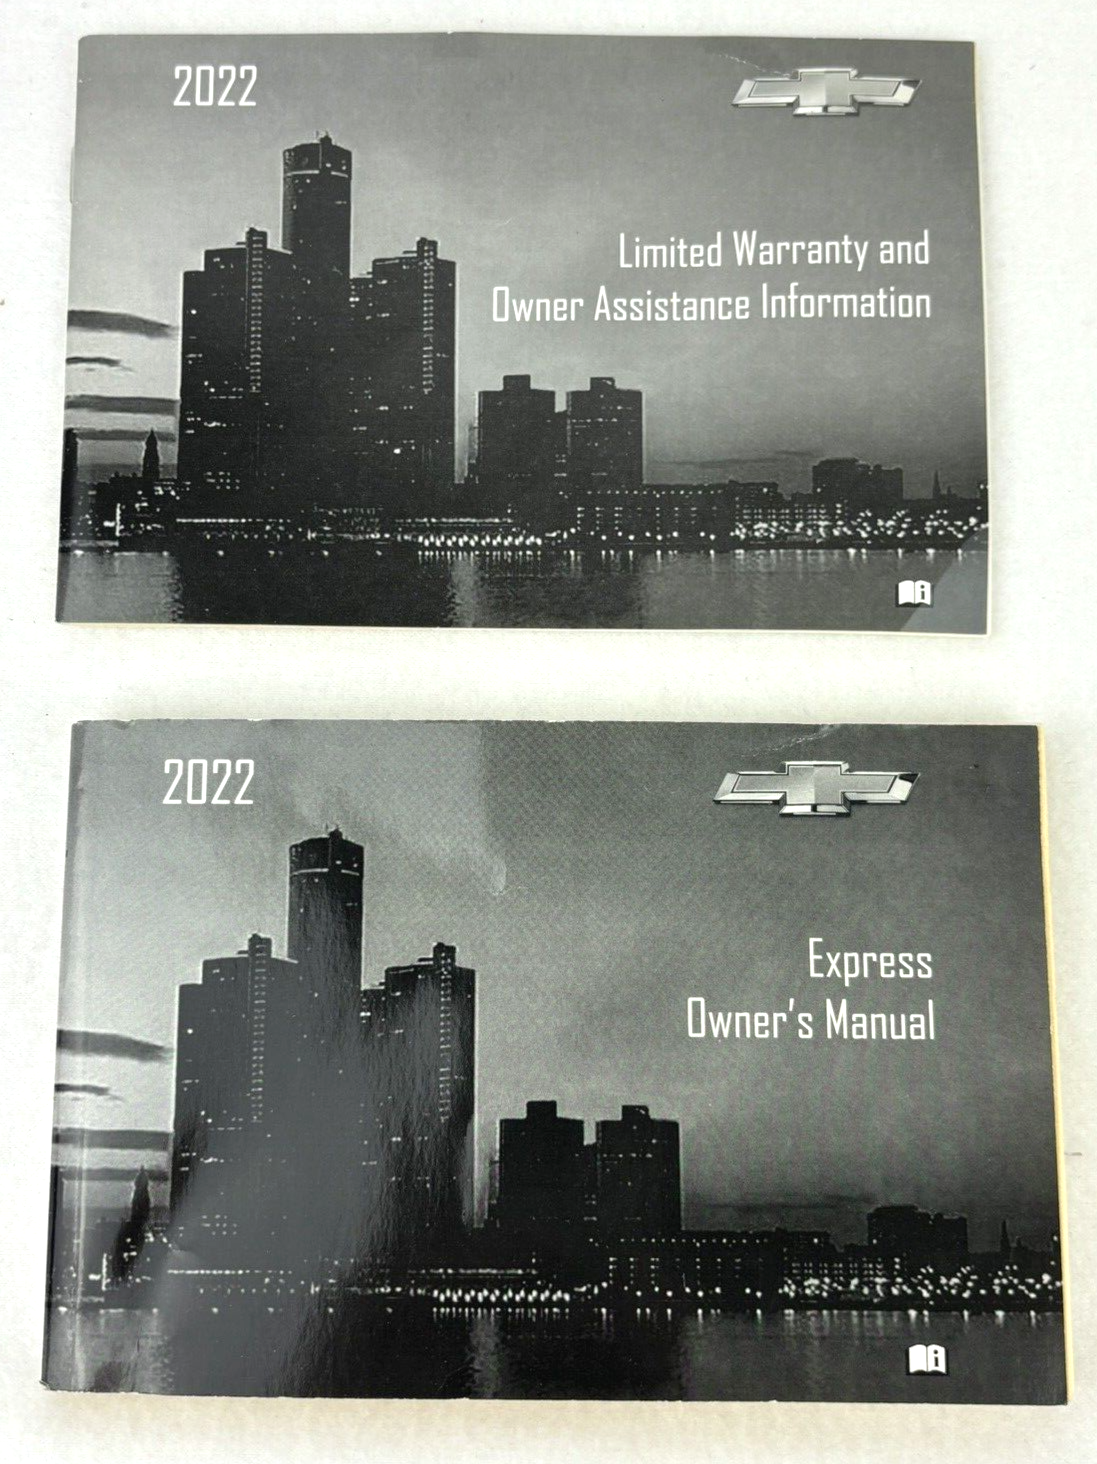 2022
Limited Warranty and
Owner Assistance Information
i
2022
Express
Owner's Manual
i